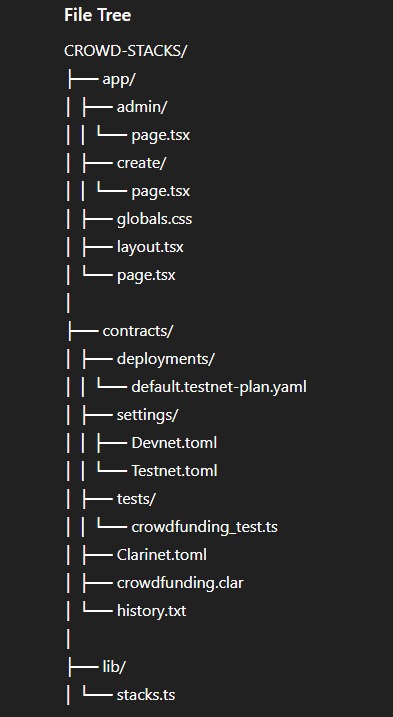 File Tree
CROWD-STACKS/
├── app/
│ ├── admin/
│ │ └── page.tsx
│ ├── create/
│ │ └── page.tsx
│ ├── globals.css
│ ├── layout.tsx
│ └── page.tsx
│
├── contracts/
│ ├── deployments/
│ │ └── default.testnet-plan.yaml
│ ├── settings/
│ │ ├── Devnet.toml
│ │ └── Testnet.toml
│ ├── tests/
│ │ └── crowdfunding_test.ts
│ ├── Clarinet.toml
│ ├── crowdfunding.clar
│ └── history.txt
│
├── lib/
│ └── stacks.ts